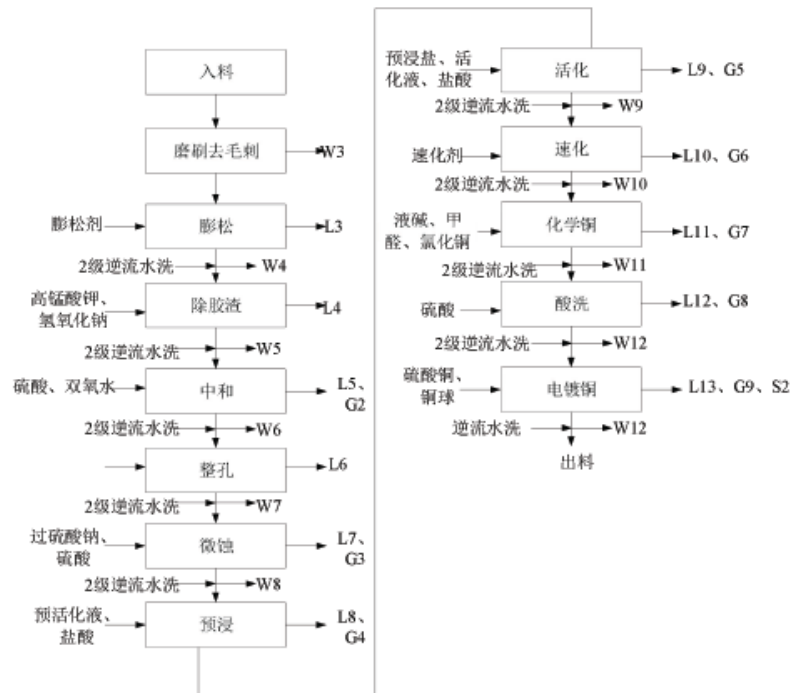 入料
磨刷去毛刺
W3
膨松剂
膨松
L3
2级逆流水洗
W4
高锰酸钾、
氢氧化钠
除胶渣
L4
2级逆流水洗
W5
硫酸、双氧水
中和
L5、
G2
2级逆流水洗
W6
整孔
L6
2级逆流水洗
W7
过硫酸钠、
硫酸
微蚀
L7、
G3
2级逆流水洗
W8
预活化液、
盐酸
预浸
L8、
G4
预浸盐、活
化液、盐酸
活化
L9、G5
2级逆流水洗
W9
速化剂
速化
L10、G6
2级逆流水洗
W10
液碱、甲
醛、氯化铜
化学铜
L11、G7
2级逆流水洗
W11
硫酸
酸洗
L12、G8
2级逆流水洗
W12
硫酸铜、
铜球
电镀铜
L13、G9、S2
逆流水洗
W12
出料